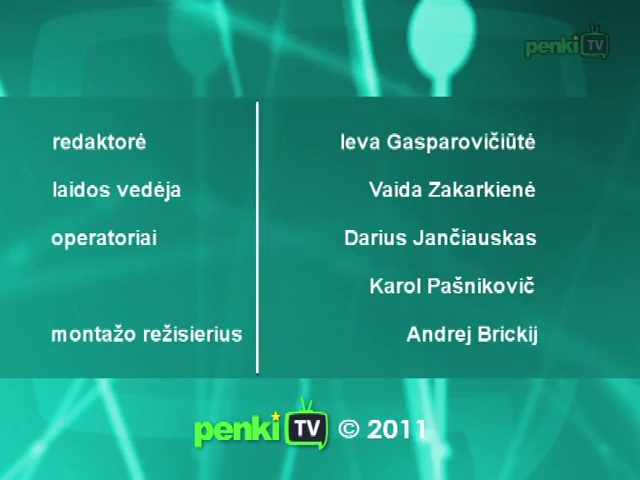 penki TV
redaktorė Ieva Gasparovičiūtė
laidos vedėja Vaida Zakarkienė
operatoriai Darius Jančiauskas
Karol Pašnikovič
montažo režisierius Andrej Brickij
penki TV © 2011